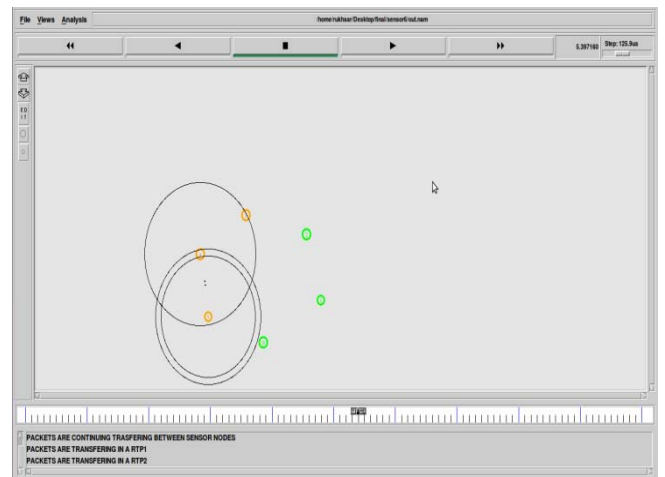 File Views Analysis /home/rukhsar/Desktop/final/sensor6/out.nam
5.397160 Step: 125.9us
PACKETS ARE CONTINUING TRASFERING BETWEEN SENSOR NODES
PACKETS ARE TRANSFERING IN A RTP1
PACKETS ARE TRANSFERING IN A RTP2